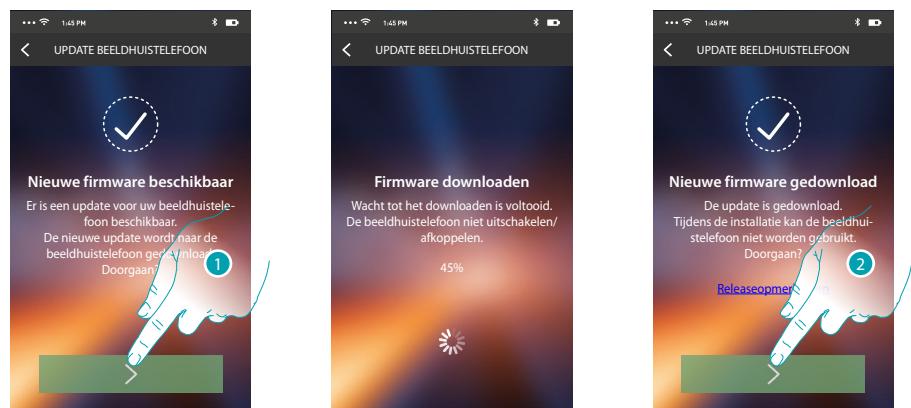 1:45 PM
UPDATE BEELDHUISTELEFOON
Nieuwe firmware beschikbaar
Er is een update voor uw beeldhuistele-
foon beschikbaar.
De nieuwe update wordt naar de
beeldhuistelefoon gedownload.
Doorgaan?
1
1:45 PM
UPDATE BEELDHUISTELEFOON
Firmware downloaden
Wacht tot het downloaden is voltooid.
De beeldhuistelefoon niet uitschakelen/
afkoppelen.
45%
1:45 PM
UPDATE BEELDHUISTELEFOON
Nieuwe firmware gedownload
De update is gedownload.
Tijdens de installatie kan de beeldhui-
stelefoon niet worden gebruikt.
Doorgaan?
2